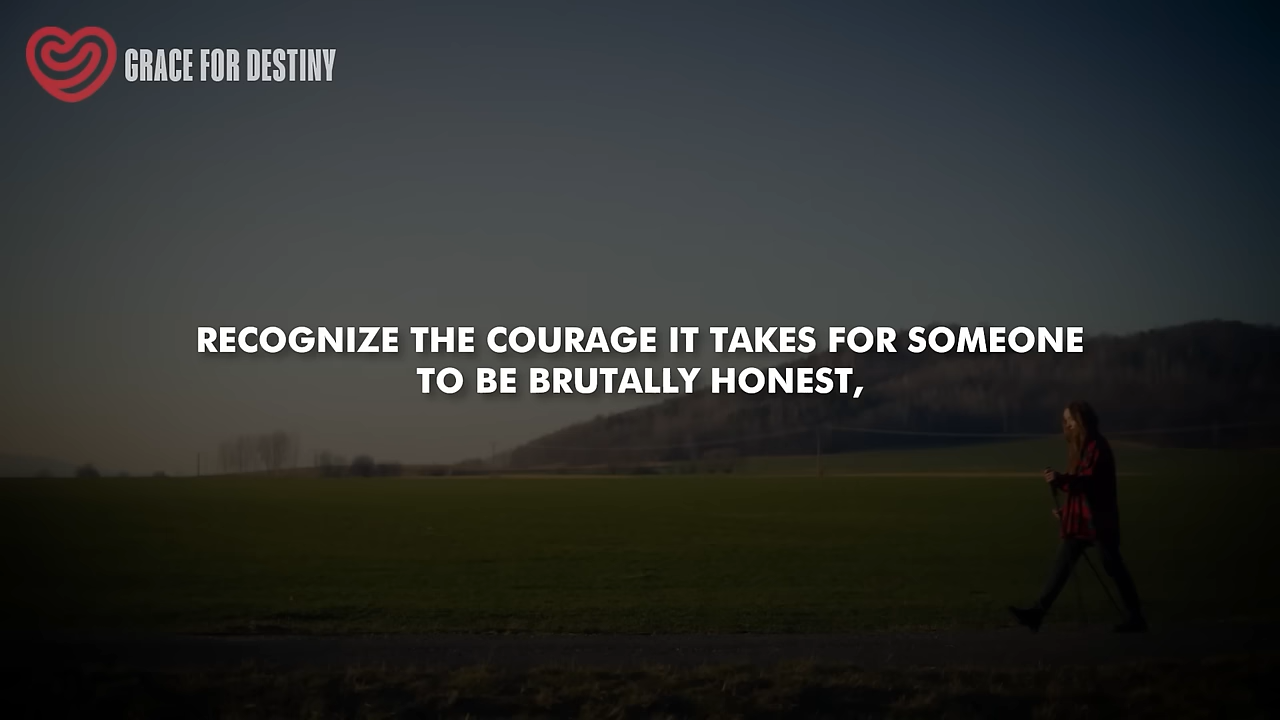 GRACE FOR DESTINY
RECOGNIZE THE COURAGE IT TAKES FOR SOMEONE
TO BE BRUTALLY HONEST,